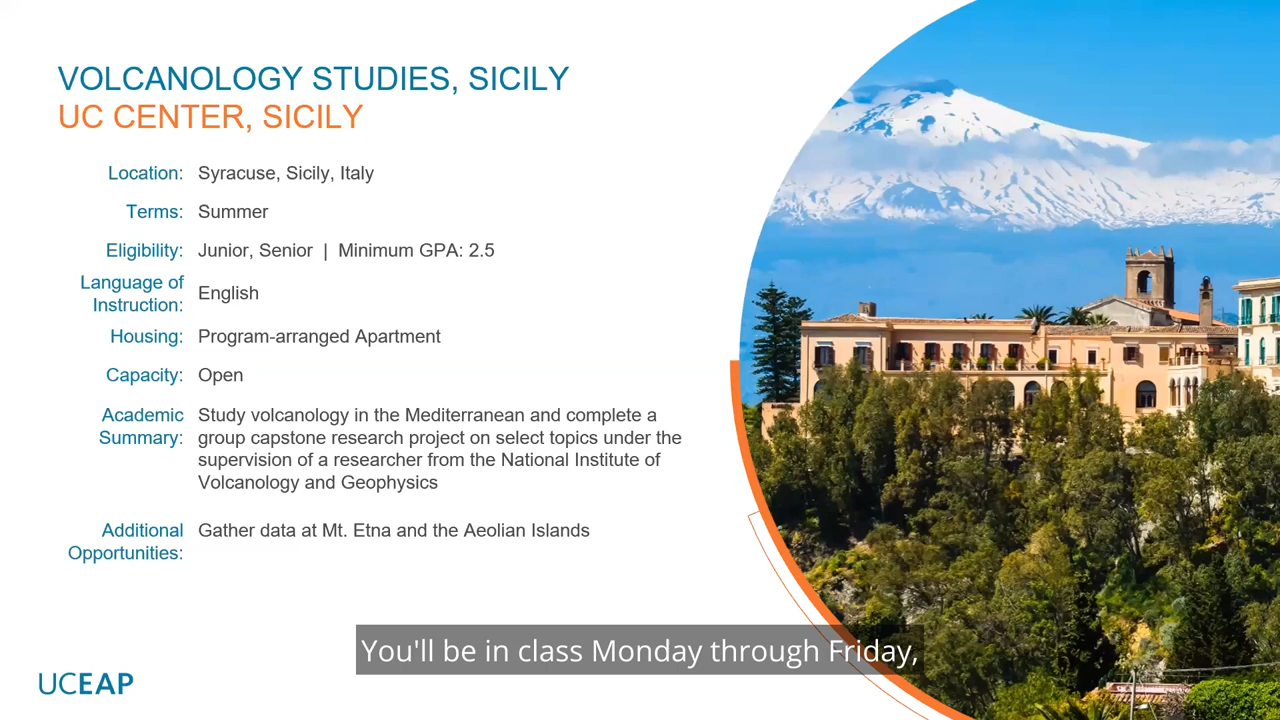 VOLCANOLOGY STUDIES, SICILY
UC CENTER, SICILY
Location: Syracuse, Sicily, Italy
Terms: Summer
Eligibility: Junior, Senior | Minimum GPA: 2.5
Language of Instruction: English
Housing: Program-arranged Apartment
Capacity: Open
Academic Summary: Study volcanology in the Mediterranean and complete a
group capstone research project on select topics under the
supervision of a researcher from the National Institute of
Volcanology and Geophysics
Additional Opportunities: Gather data at Mt. Etna and the Aeolian Islands
You'll be in class Monday through Friday,
UCEAP